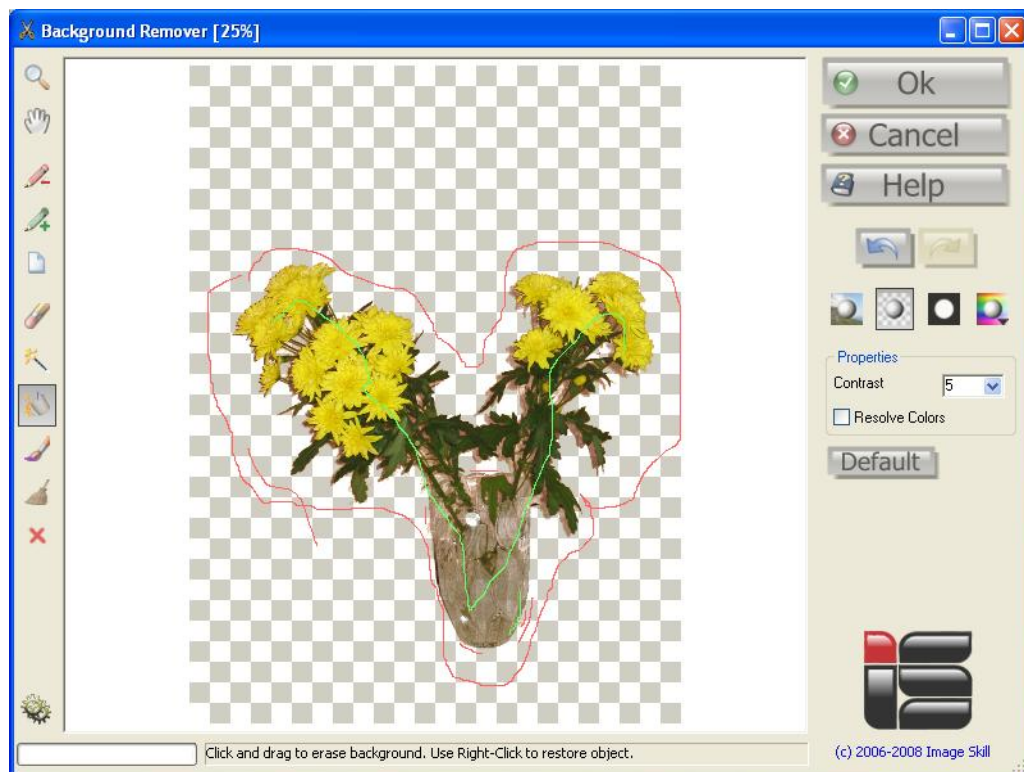 Background Remover [25%]
Ok
Cancel
Help
Properties
Contrast 5
Resolve Colors
Default
(c) 2006-2008 Image Skill
Click and drag to erase background. Use Right-Click to restore object.